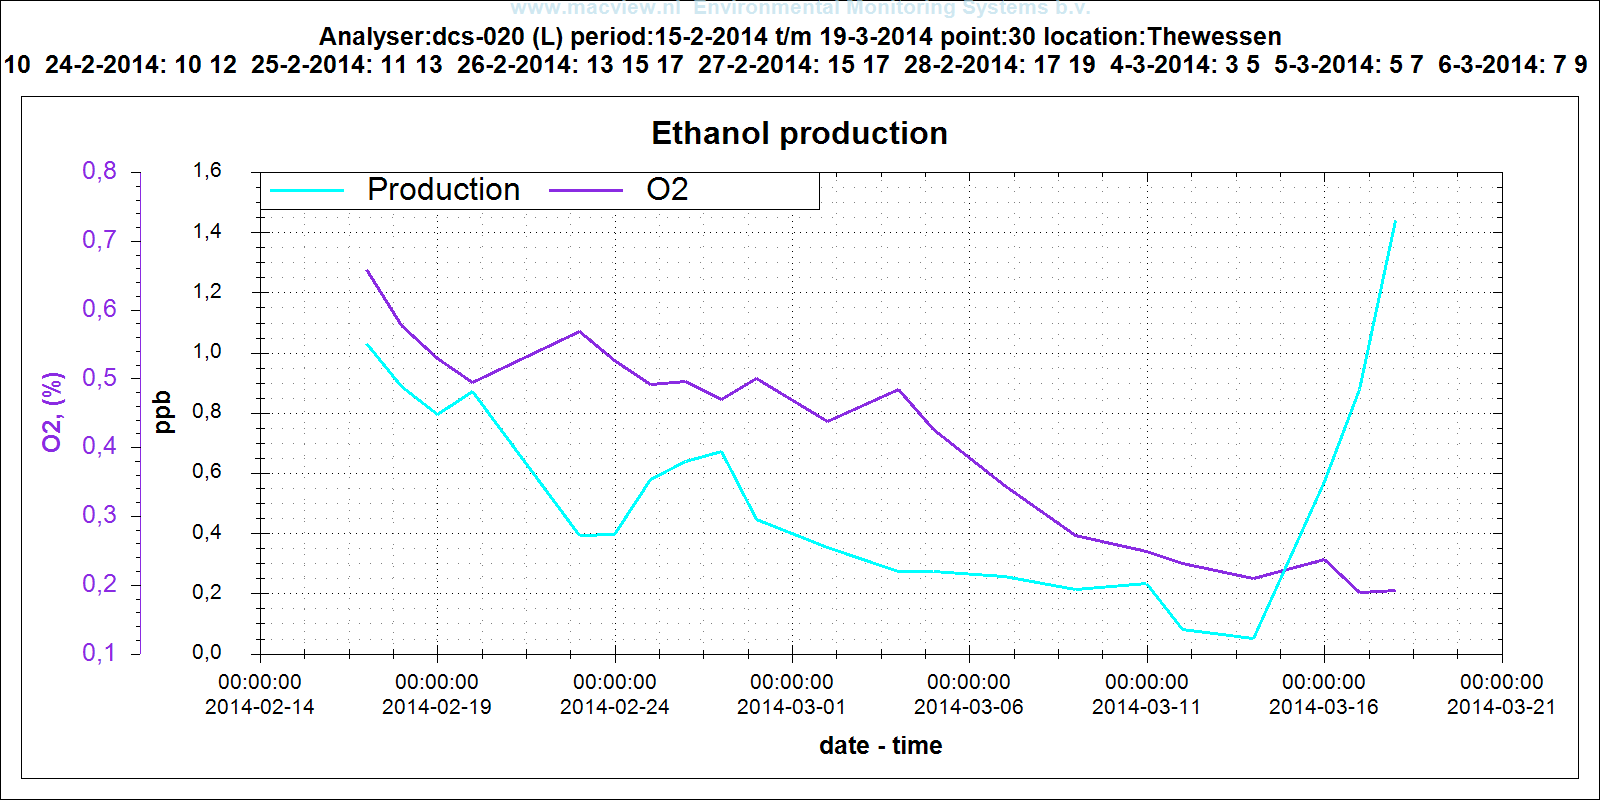 www.macview.nl Environmental Monitoring Systems b.v.
Analyser:dcs-020 (L) period:15-2-2014 t/m 19-3-2014 point:30 location:Thewessen
10 24-2-2014: 10 12 25-2-2014: 11 13 26-2-2014: 13 15 17 27-2-2014: 15 17 28-2-2014: 17 19 4-3-2014: 3 5 5-3-2014: 5 7 6-3-2014: 7 9
Ethanol production
Production O2
0,8
0,7
0,6
0,5
0,4
0,3
0,2
0,1
O2, (%)
1,6
1,4
1,2
1,0
0,8
0,6
0,4
0,2
0,0
ppb
00:00:00 00:00:00 00:00:00 00:00:00 00:00:00 00:00:00 00:00:00 00:00:00
2014-02-14 2014-02-19 2014-02-24 2014-03-01 2014-03-06 2014-03-11 2014-03-16 2014-03-21
date - time